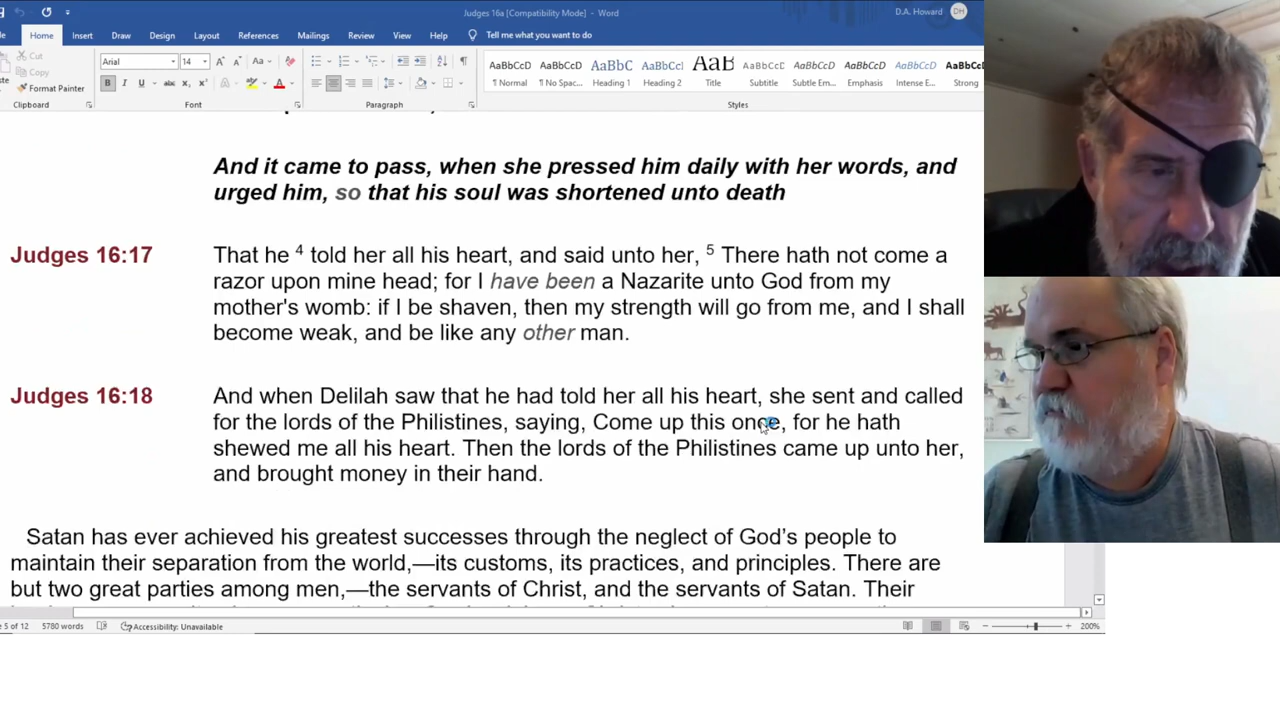 Judges 16a [Compatibility Mode] - Word
D.A. Howard
DH
Home Insert Draw Design Layout References Mailings Review View Help Tell me what you want to do
Cut
Copy
Format Painter
Clipboard
Arial 14
Font
Paragraph
AaBbCcD AaBbCcD AaBbC AaBbCcl AaB AaBbCcD AaBbCcD AaBbCcD AaBbCcD AaBbCcD
¶ Normal ¶ No Spac... Heading 1 Heading 2 Title Subtitle Subtle Em... Emphasis Intense E... Strong
Styles
And it came to pass, when she pressed him daily with her words, and
urged him, so that his soul was shortened unto death
Judges 16:17 That he 4 told her all his heart, and said unto her, 5 There hath not come a
razor upon mine head; for I have been a Nazarite unto God from my
mother's womb: if I be shaven, then my strength will go from me, and I shall
become weak, and be like any other man.
Judges 16:18 And when Delilah saw that he had told her all his heart, she sent and called
for the lords of the Philistines, saying, Come up this once, for he hath
shewed me all his heart. Then the lords of the Philistines came up unto her,
and brought money in their hand.
Satan has ever achieved his greatest successes through the neglect of God's people to
maintain their separation from the world,—its customs, its practices, and principles. There are
but two great parties among men,—the servants of Christ, and the servants of Satan. Their
5 of 12 5780 words Accessibility: Unavailable 200%